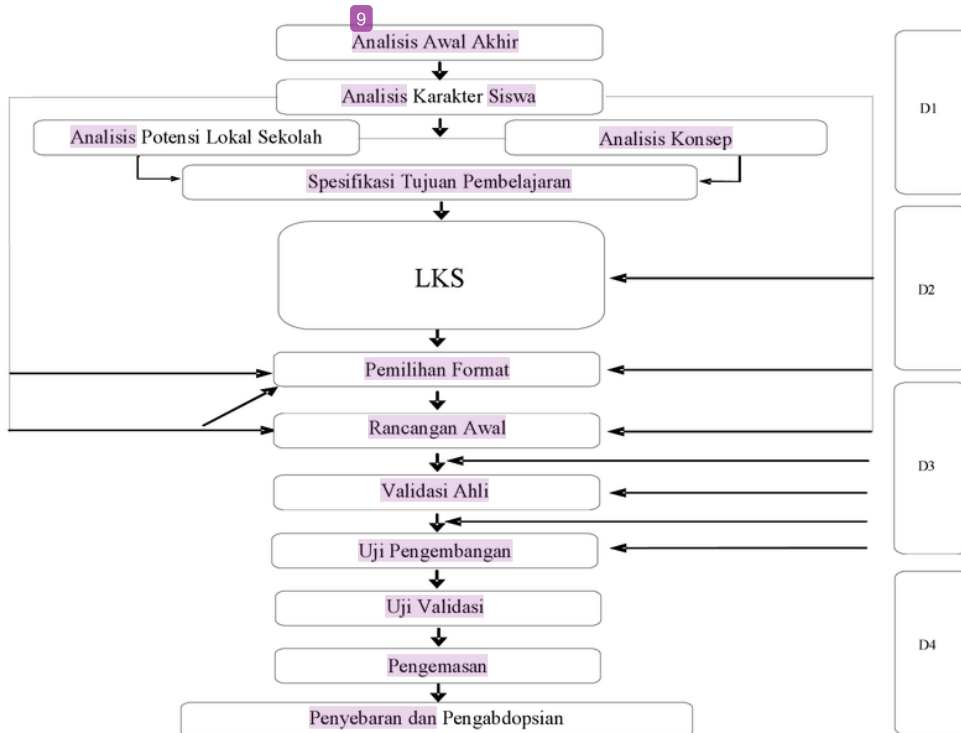 9
Analisis Awal Akhir
Analisis Karakter Siswa
Analisis Potensi Lokal Sekolah
Analisis Konsep
Spesifikasi Tujuan Pembelajaran
LKS
Pemilihan Format
Rancangan Awal
Validasi Ahli
Uji Pengembangan
Uji Validasi
Pengemasan
Penyebaran dan Pengabdopsian
D1
D2
D3
D4